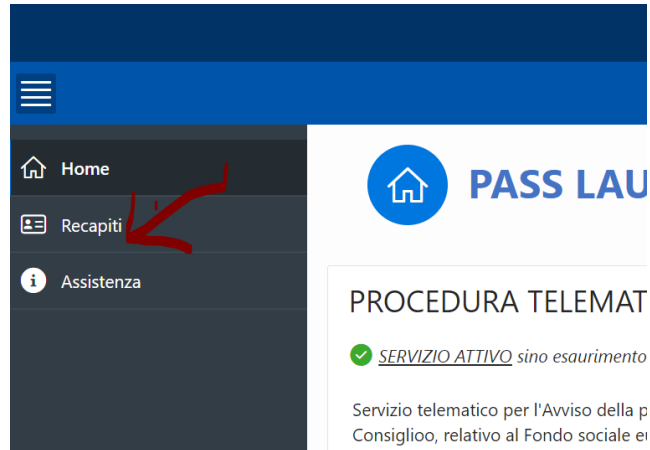 Home
Recapiti
Assistenza
PASS LAU
PROCEDURA TELEMAT
SERVIZIO ATTIVO sino esaurimento
Servizio telematico per l'Avviso della p
Consiglioo, relativo al Fondo sociale eu